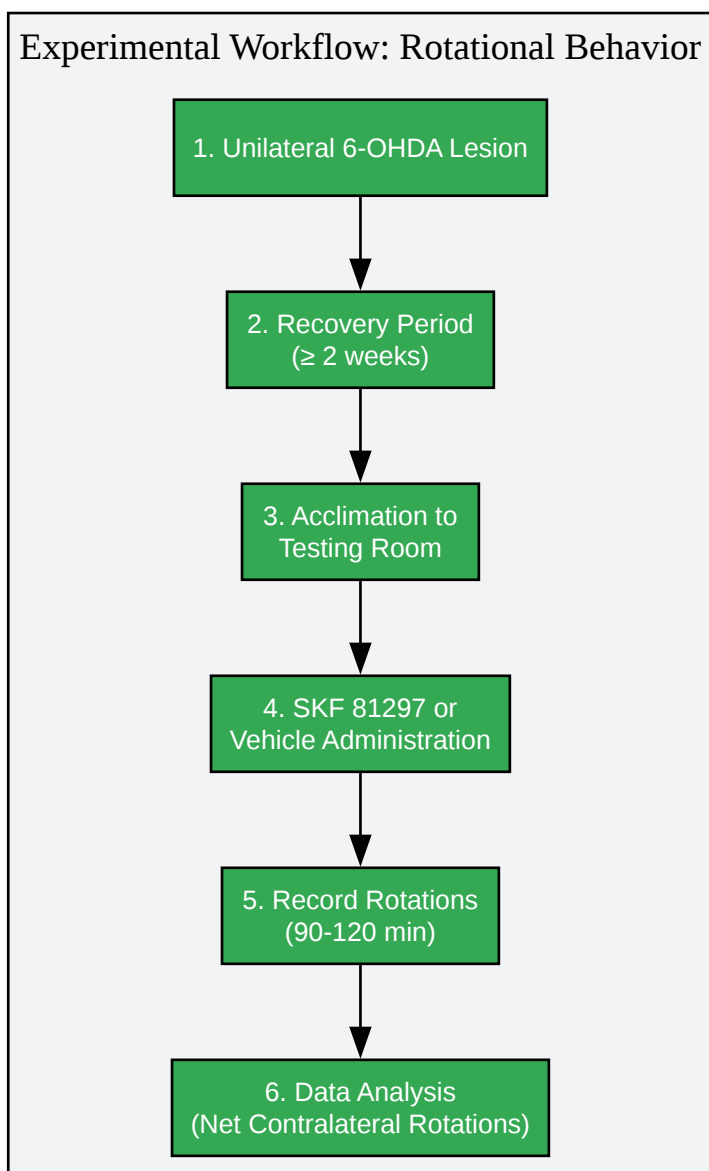 Experimental Workflow: Rotational Behavior
1. Unilateral 6-OHDA Lesion
2. Recovery Period
(≥ 2 weeks)
3. Acclimation to
Testing Room
4. SKF 81297 or
Vehicle Administration
5. Record Rotations
(90-120 min)
6. Data Analysis
(Net Contralateral Rotations)